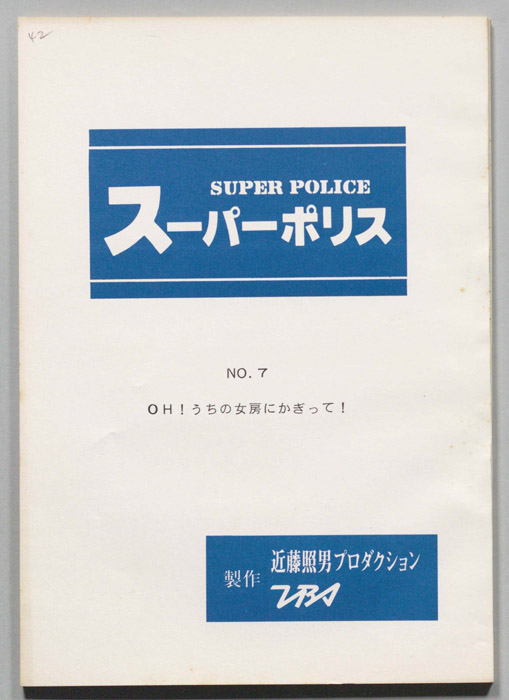 42
SUPER POLICE
スーパーポリス
NO.7
OH!うちの女房にかぎって!
製作 近藤照男プロダクション
TBS